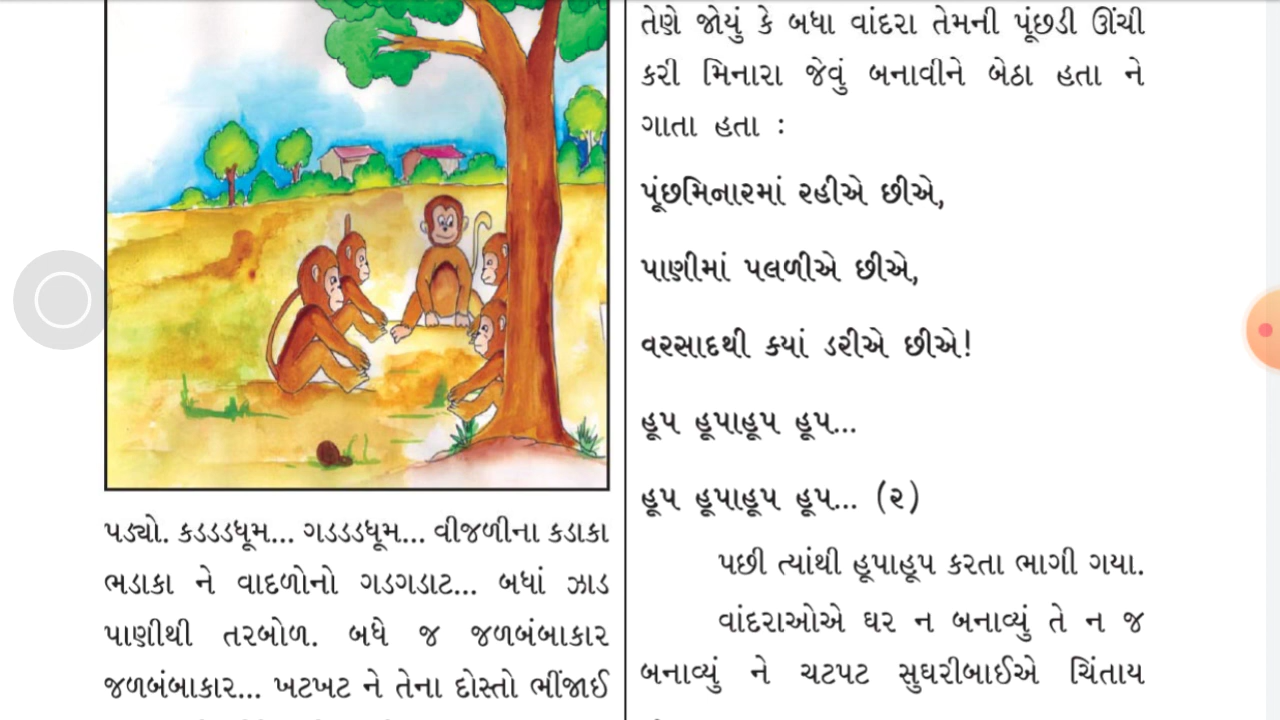 પડ્યો. કડડડધૂમ... ગડડડધૂમ... વીજળીના કડાકા
ભડાકા ને વાદળોનો ગડગડાટ... બધાં ઝાડ
પાણીથી તરબોળ. બધે જ જળબંબાકાર
જળબંબાકાર... ખટખટ ને તેના દોસ્તો ભીંજાઈ
તેણે જોયું કે બધા વાંદરા તેમની પૂંછડી ઊંચી
કરી મિનારા જેવું બનાવીને બેઠા હતા ને
ગાતા હતા :
પૂંછમિનારમાં રહીએ છીએ,
પાણીમાં પલળીએ છીએ,
વરસાદથી ક્યાં ડરીએ છીએ!
હૂપ હૂપાહૂપ હૂપ...
હૂપ હૂપાહૂપ હૂપ... (૨)
પછી ત્યાંથી હૂપાહૂપ કરતા ભાગી ગયા.
વાંદરાઓએ ઘર ન બનાવ્યું તે ન જ
બનાવ્યું ને ચટપટ સુઘરીબાઈએ ચિંતાય